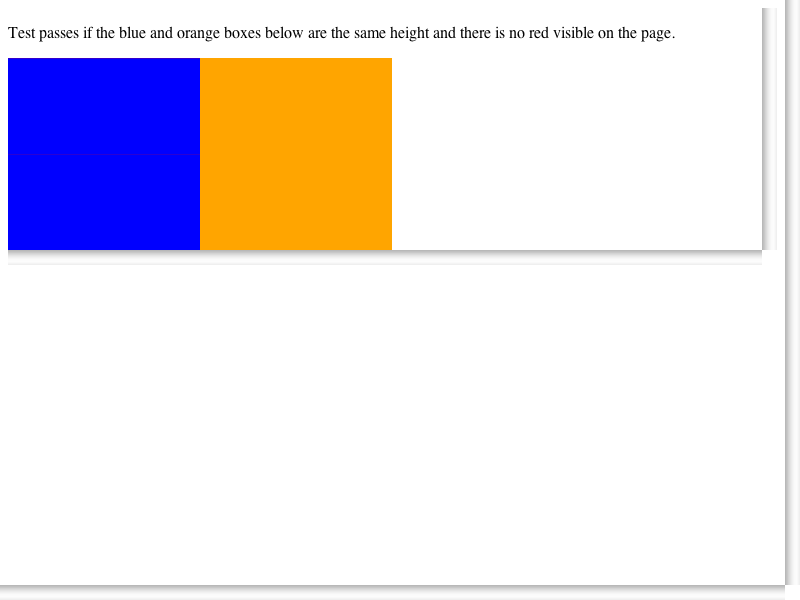 Test passes if the blue and orange boxes below are the same height and there is no red visible on the page.